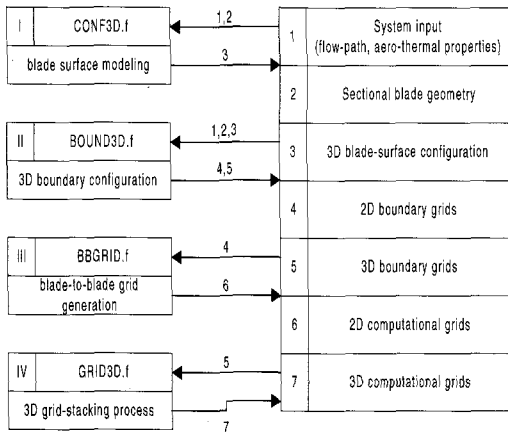 I CONF3D.f
blade surface modeling
1,2
3
II BOUND3D.f
3D boundary configuration
1,2,3
4,5
III BBGRID.f
blade-to-blade grid
generation
4
6
IV GRID3D.f
3D grid-stacking process
5
7
1 System input
(flow-path, aero-thermal properties)
2 Sectional blade geometry
3 3D blade-surface configuration
4 2D boundary grids
5 3D boundary grids
6 2D computational grids
7 3D computational grids